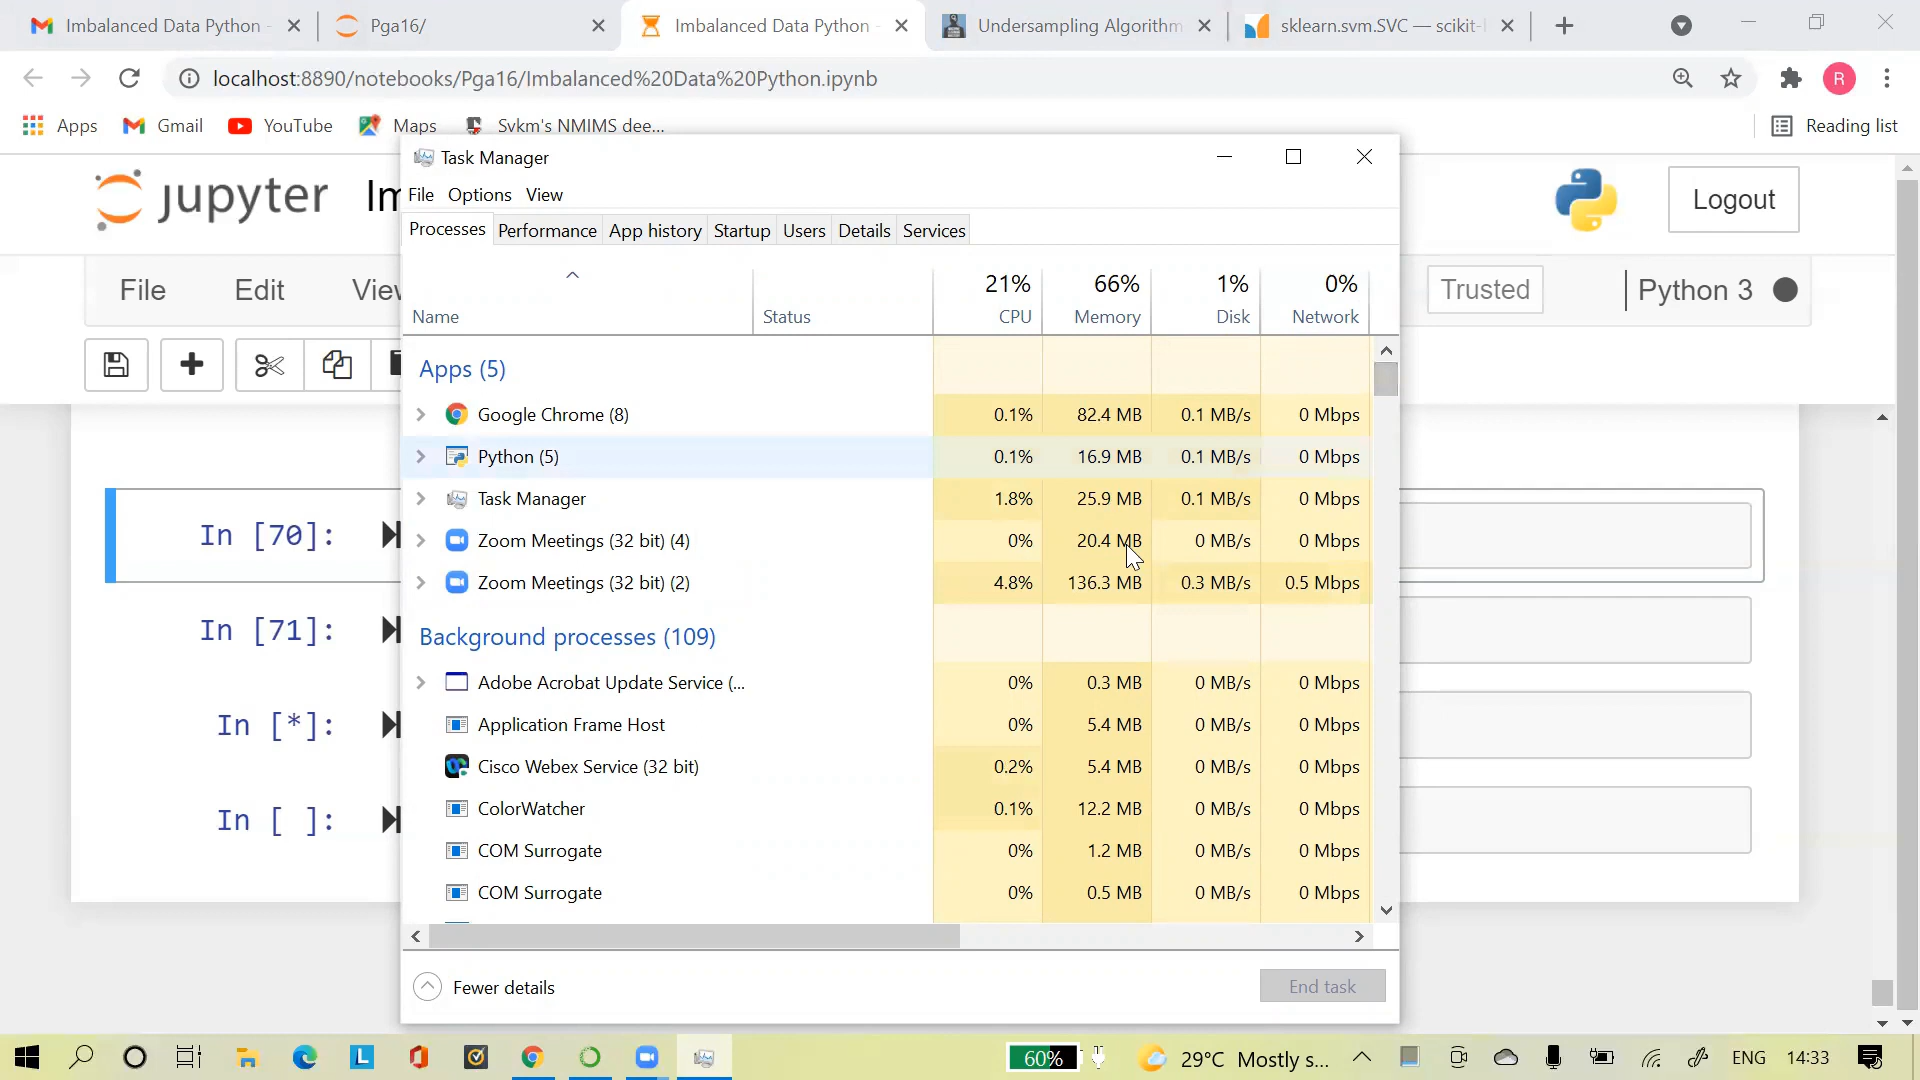 Imbalanced Data Python -
Pga16/
Imbalanced Data Python -
Undersampling Algorithm
sklearn.svm.SVC — scikit-l
localhost:8890/notebooks/Pga16/Imbalanced%20Data%20Python.ipynb
R
Apps
Gmail
YouTube
Maps
Svkm's NMIMS dee...
Reading list
jupyter
Im
Logout
File
Edit
View
Trusted
Python 3
Task Manager
File
Options
View
Processes
Performance
App history
Startup
Users
Details
Services
21%
66%
1%
0%
Name
Status
CPU
Memory
Disk
Network
Apps (5)
Google Chrome (8) 0.1% 82.4 MB 0.1 MB/s 0 Mbps
Python (5) 0.1% 16.9 MB 0.1 MB/s 0 Mbps
Task Manager 1.8% 25.9 MB 0.1 MB/s 0 Mbps
Zoom Meetings (32 bit) (4) 0% 20.4 MB 0 MB/s 0 Mbps
Zoom Meetings (32 bit) (2) 4.8% 136.3 MB 0.3 MB/s 0.5 Mbps
Background processes (109)
Adobe Acrobat Update Service (... 0% 0.3 MB 0 MB/s 0 Mbps
Application Frame Host 0% 5.4 MB 0 MB/s 0 Mbps
Cisco Webex Service (32 bit) 0.2% 5.4 MB 0 MB/s 0 Mbps
ColorWatcher 0.1% 12.2 MB 0 MB/s 0 Mbps
COM Surrogate 0% 1.2 MB 0 MB/s 0 Mbps
COM Surrogate 0% 0.5 MB 0 MB/s 0 Mbps
Fewer details
End task
In [70]:
In [71]:
In [*]:
In [ ]:
60%
29°C Mostly s...
ENG
14:33